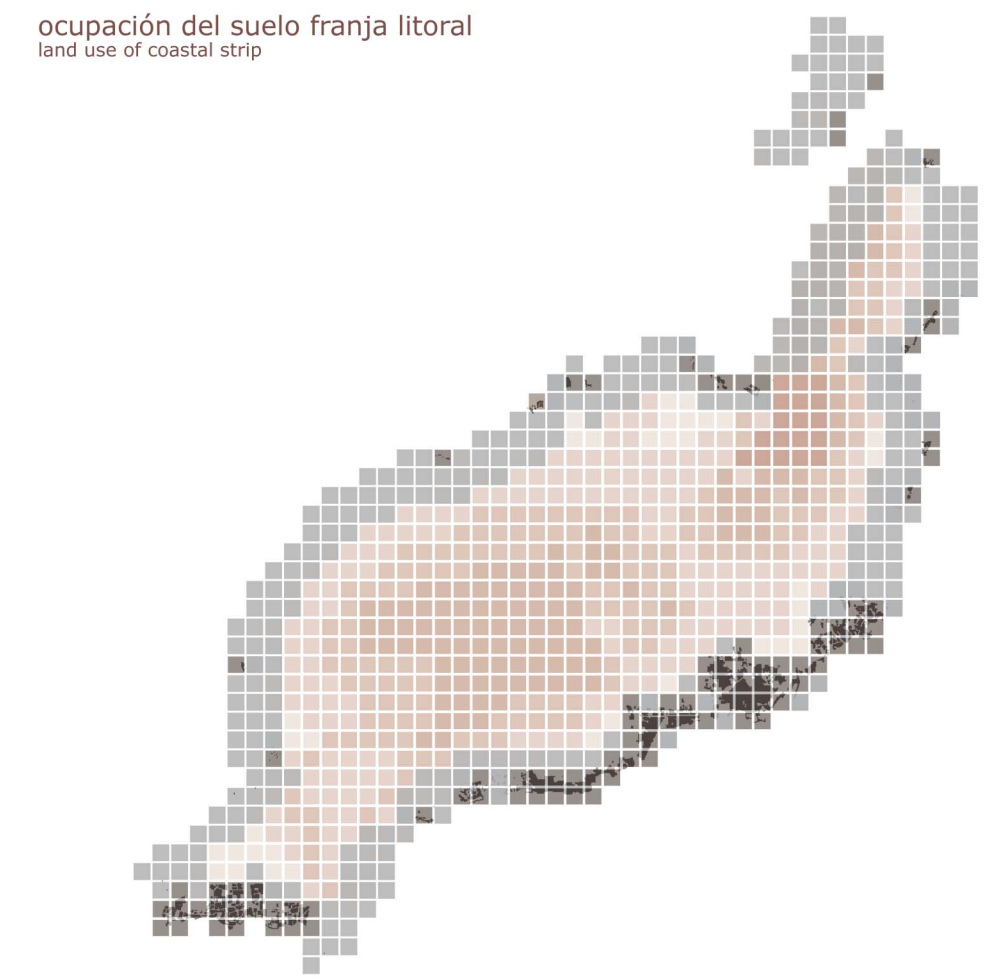 ocupación del suelo franja litoral
land use of coastal strip